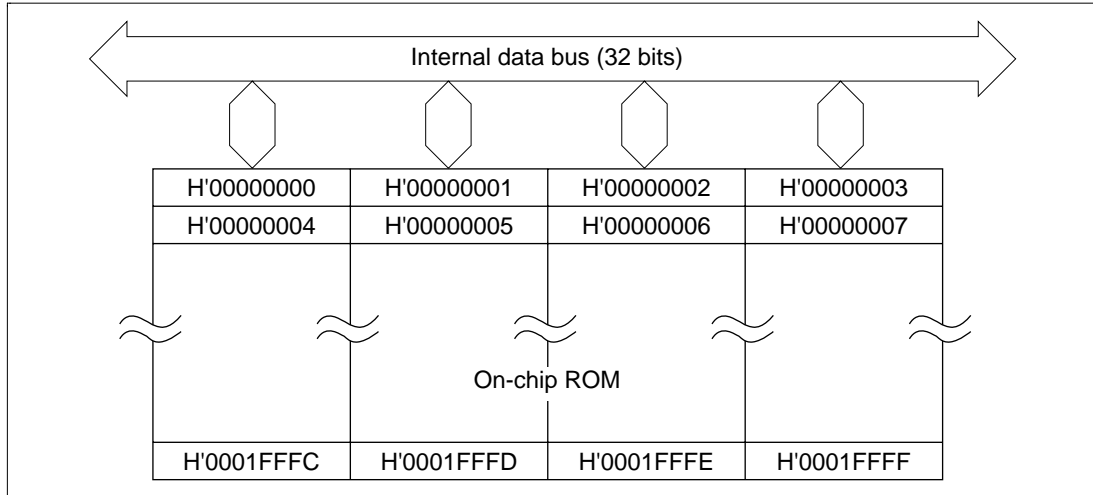 Internal data bus (32 bits)
H'00000000 H'00000001 H'00000002 H'00000003
H'00000004 H'00000005 H'00000006 H'00000007
On-chip ROM
H'0001FFFC H'0001FFFD H'0001FFFE H'0001FFFF